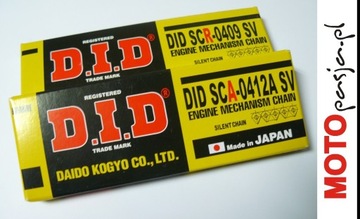 REGISTERED
D.I.D®
TRADE MARK
DID SCR-0409 SV
ENGINE MECHANISM CHAIN
SILENT CHAIN
REGISTERED
D.I.D®
TRADE MARK
DAIDO KOGYO CO., LTD.
DID SCA-0412A SV
ENGINE MECHANISM CHAIN
SILENT CHAIN
Made in JAPAN
MOTOpasja.pl